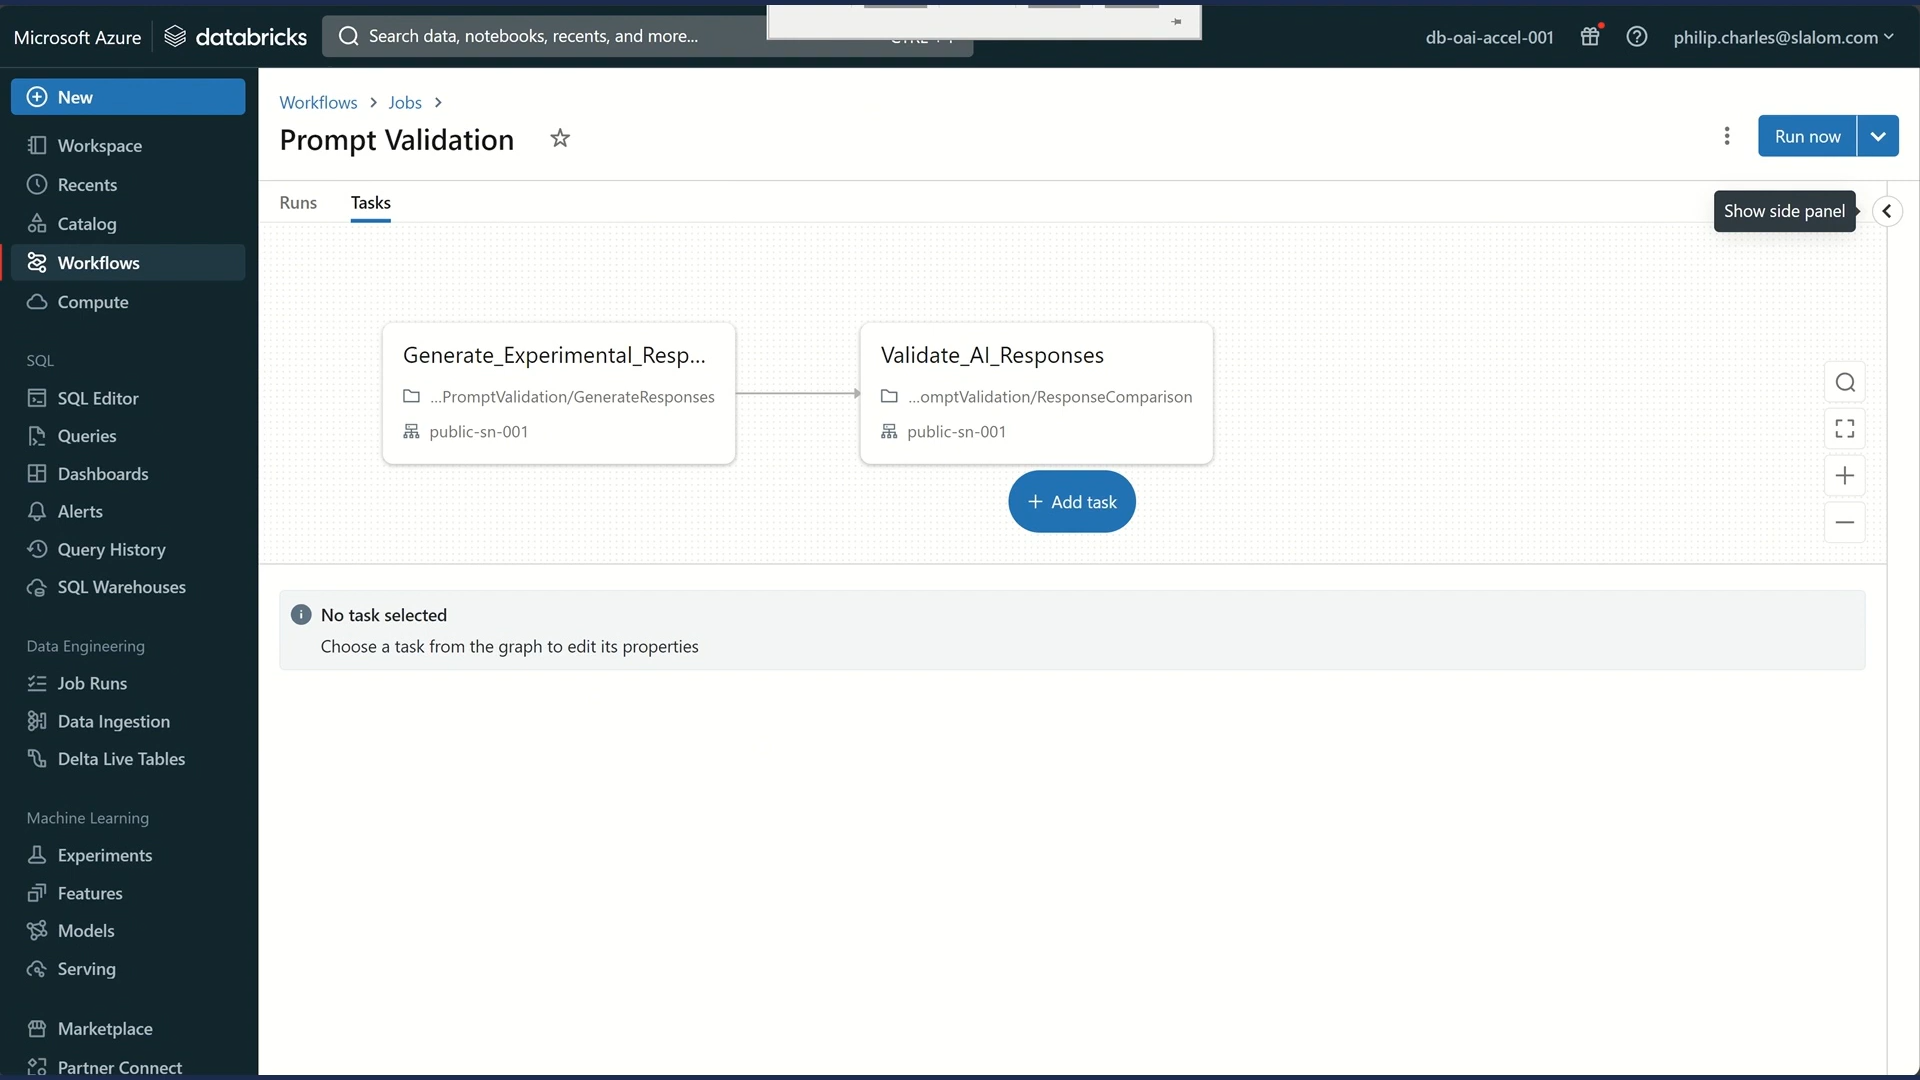 Microsoft Azure databricks Search data, notebooks, recents, and more... db-oai-accel-001 philip.charles@slalom.com
New
Workspace
Recents
Catalog
Workflows
Compute
SQL
SQL Editor
Queries
Dashboards
Alerts
Query History
SQL Warehouses
Data Engineering
Job Runs
Data Ingestion
Delta Live Tables
Machine Learning
Experiments
Features
Models
Serving
Marketplace
Partner Connect
Workflows > Jobs >
Prompt Validation
Run now
Runs Tasks
Show side panel
Generate_Experimental_Resp...
...PromptValidation/GenerateResponses
public-sn-001
Validate_AI_Responses
...omptValidation/ResponseComparison
public-sn-001
+ Add task
No task selected
Choose a task from the graph to edit its properties